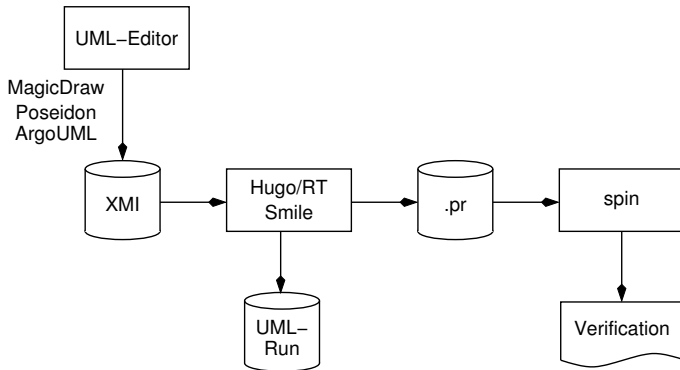 UML-Editor
MagicDraw
Poseidon
ArgoUML
XMI
Hugo/RT
Smile
.pr
spin
UML-
Run
Verification